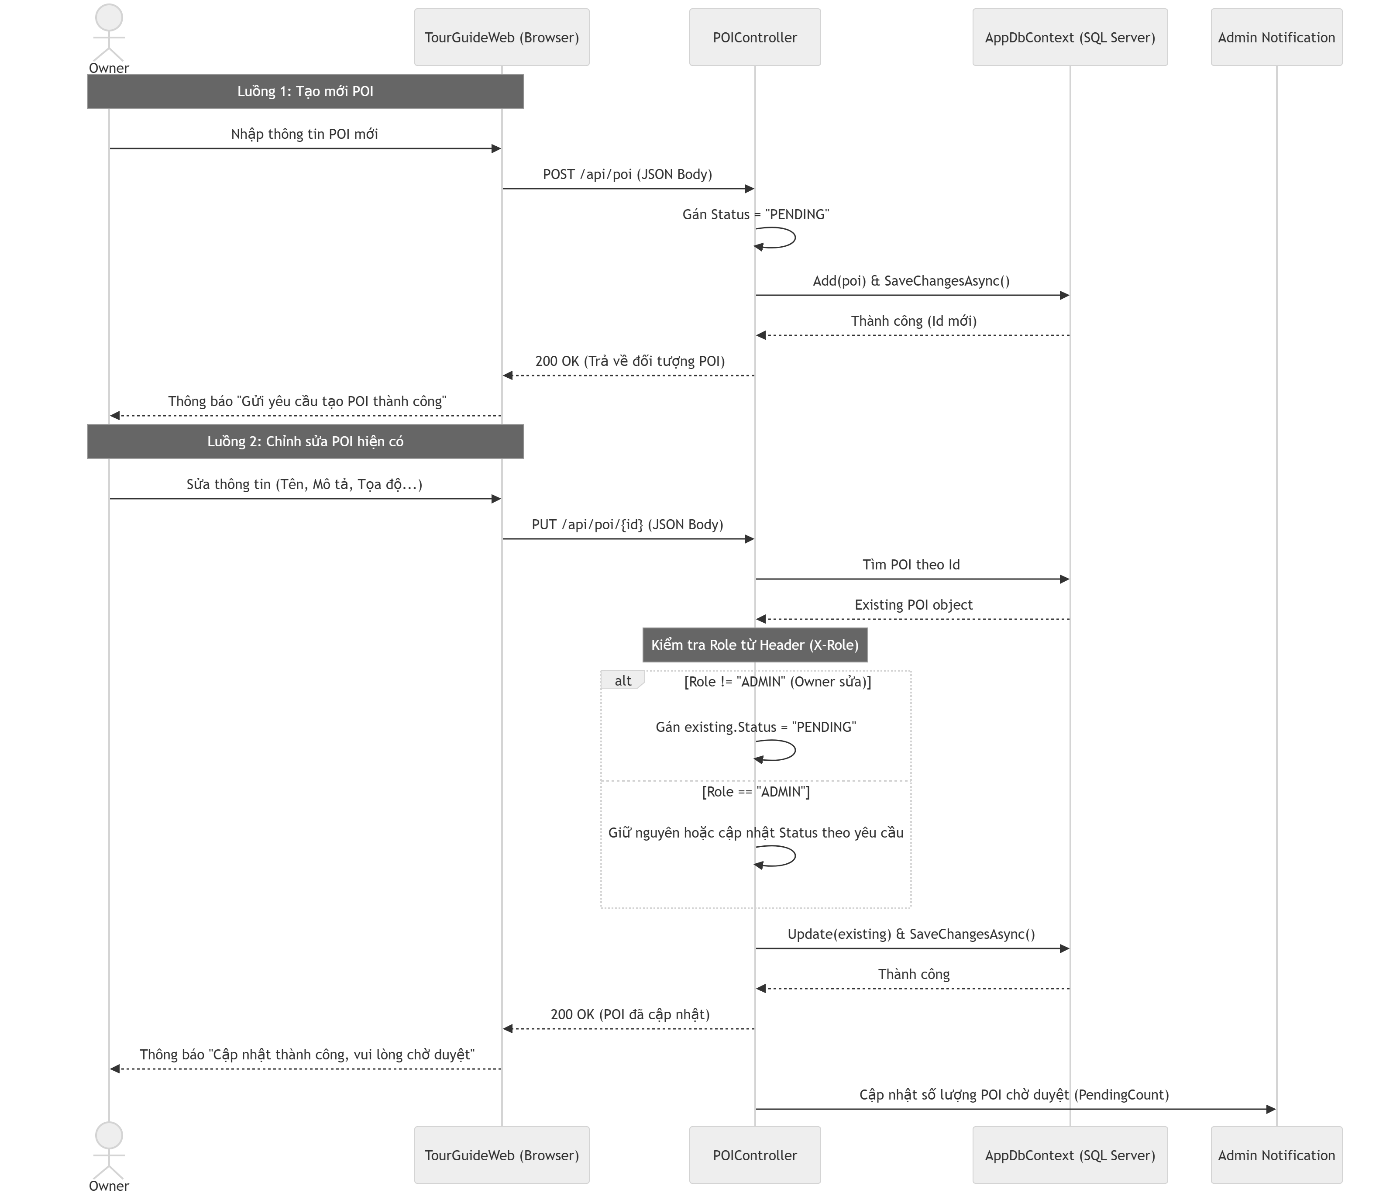 Owner
TourGuideWeb (Browser)
POIController
AppDbContext (SQL Server)
Admin Notification
Luồng 1: Tạo mới POI
Nhập thông tin POI mới
POST /api/poi (JSON Body)
Gán Status = "PENDING"
Add(poi) & SaveChangesAsync()
Thành công (Id mới)
200 OK (Trả về đối tượng POI)
Thông báo "Gửi yêu cầu tạo POI thành công"
Luồng 2: Chỉnh sửa POI hiện có
Sửa thông tin (Tên, Mô tả, Tọa độ...)
PUT /api/poi/{id} (JSON Body)
Tìm POI theo Id
Existing POI object
Kiểm tra Role từ Header (X-Role)
alt
[Role != "ADMIN" (Owner sửa)]
Gán existing.Status = "PENDING"
[Role == "ADMIN"]
Giữ nguyên hoặc cập nhật Status theo yêu cầu
Update(existing) & SaveChangesAsync()
Thành công
200 OK (POI đã cập nhật)
Thông báo "Cập nhật thành công, vui lòng chờ duyệt"
Cập nhật số lượng POI chờ duyệt (PendingCount)
Owner
TourGuideWeb (Browser)
POIController
AppDbContext (SQL Server)
Admin Notification